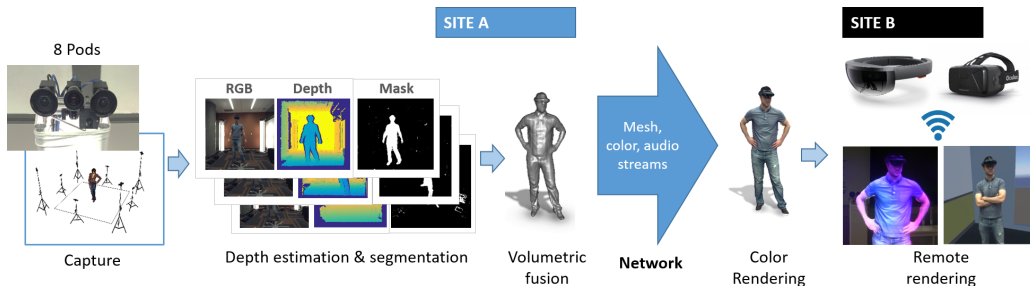 SITE A
SITE B
8 Pods
RGB
Depth
Mask
Mesh,
color, audio
streams
oculus
Capture
Depth estimation & segmentation
Volumetric
fusion
Network
Color
Rendering
Remote
rendering